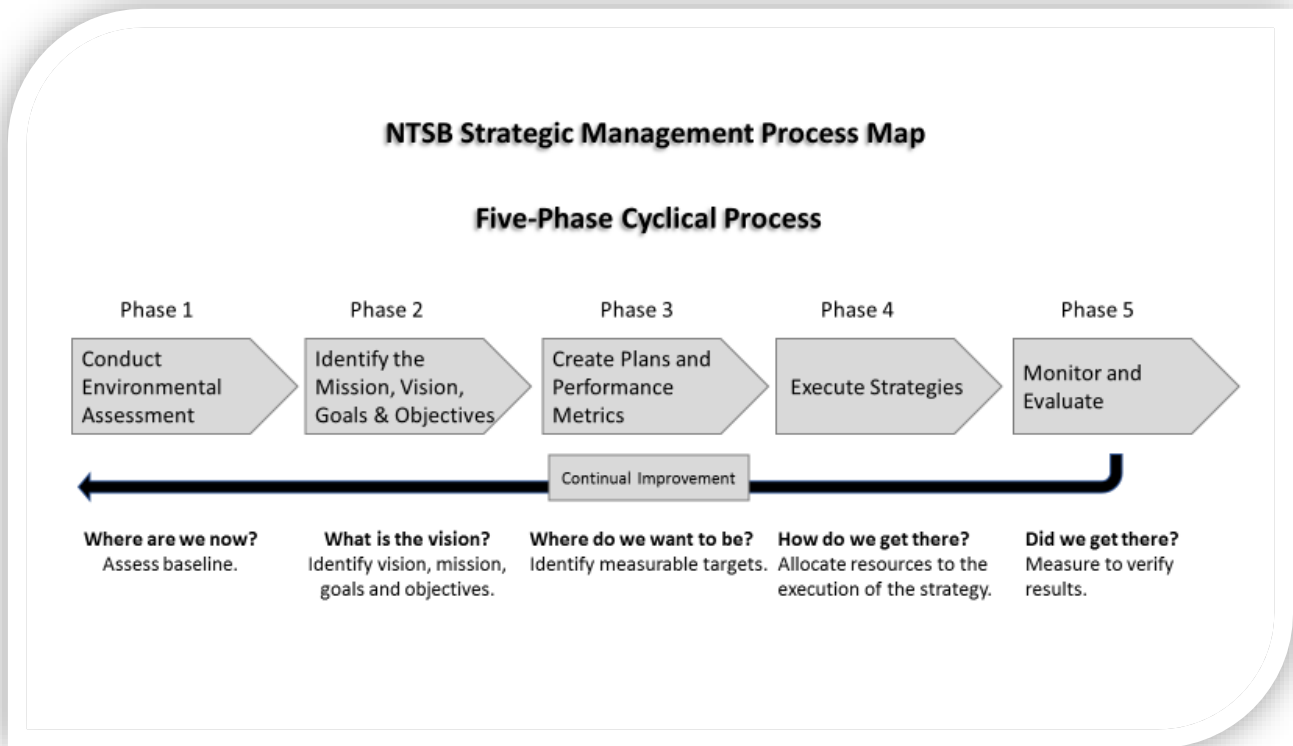 NTSB Strategic Management Process Map
Five-Phase Cyclical Process
Phase 1
Phase 2
Phase 3
Phase 4
Phase 5
Conduct
Environmental
Assessment
Identify the
Mission, Vision,
Goals & Objectives
Create Plans and
Performance
Metrics
Execute Strategies
Monitor and
Evaluate
Continual Improvement
Where are we now?
Assess baseline.
What is the vision?
Identify vision, mission,
goals and objectives.
Where do we want to be?
Identify measurable targets.
How do we get there?
Allocate resources to the
execution of the strategy.
Did we get there?
Measure to verify
results.